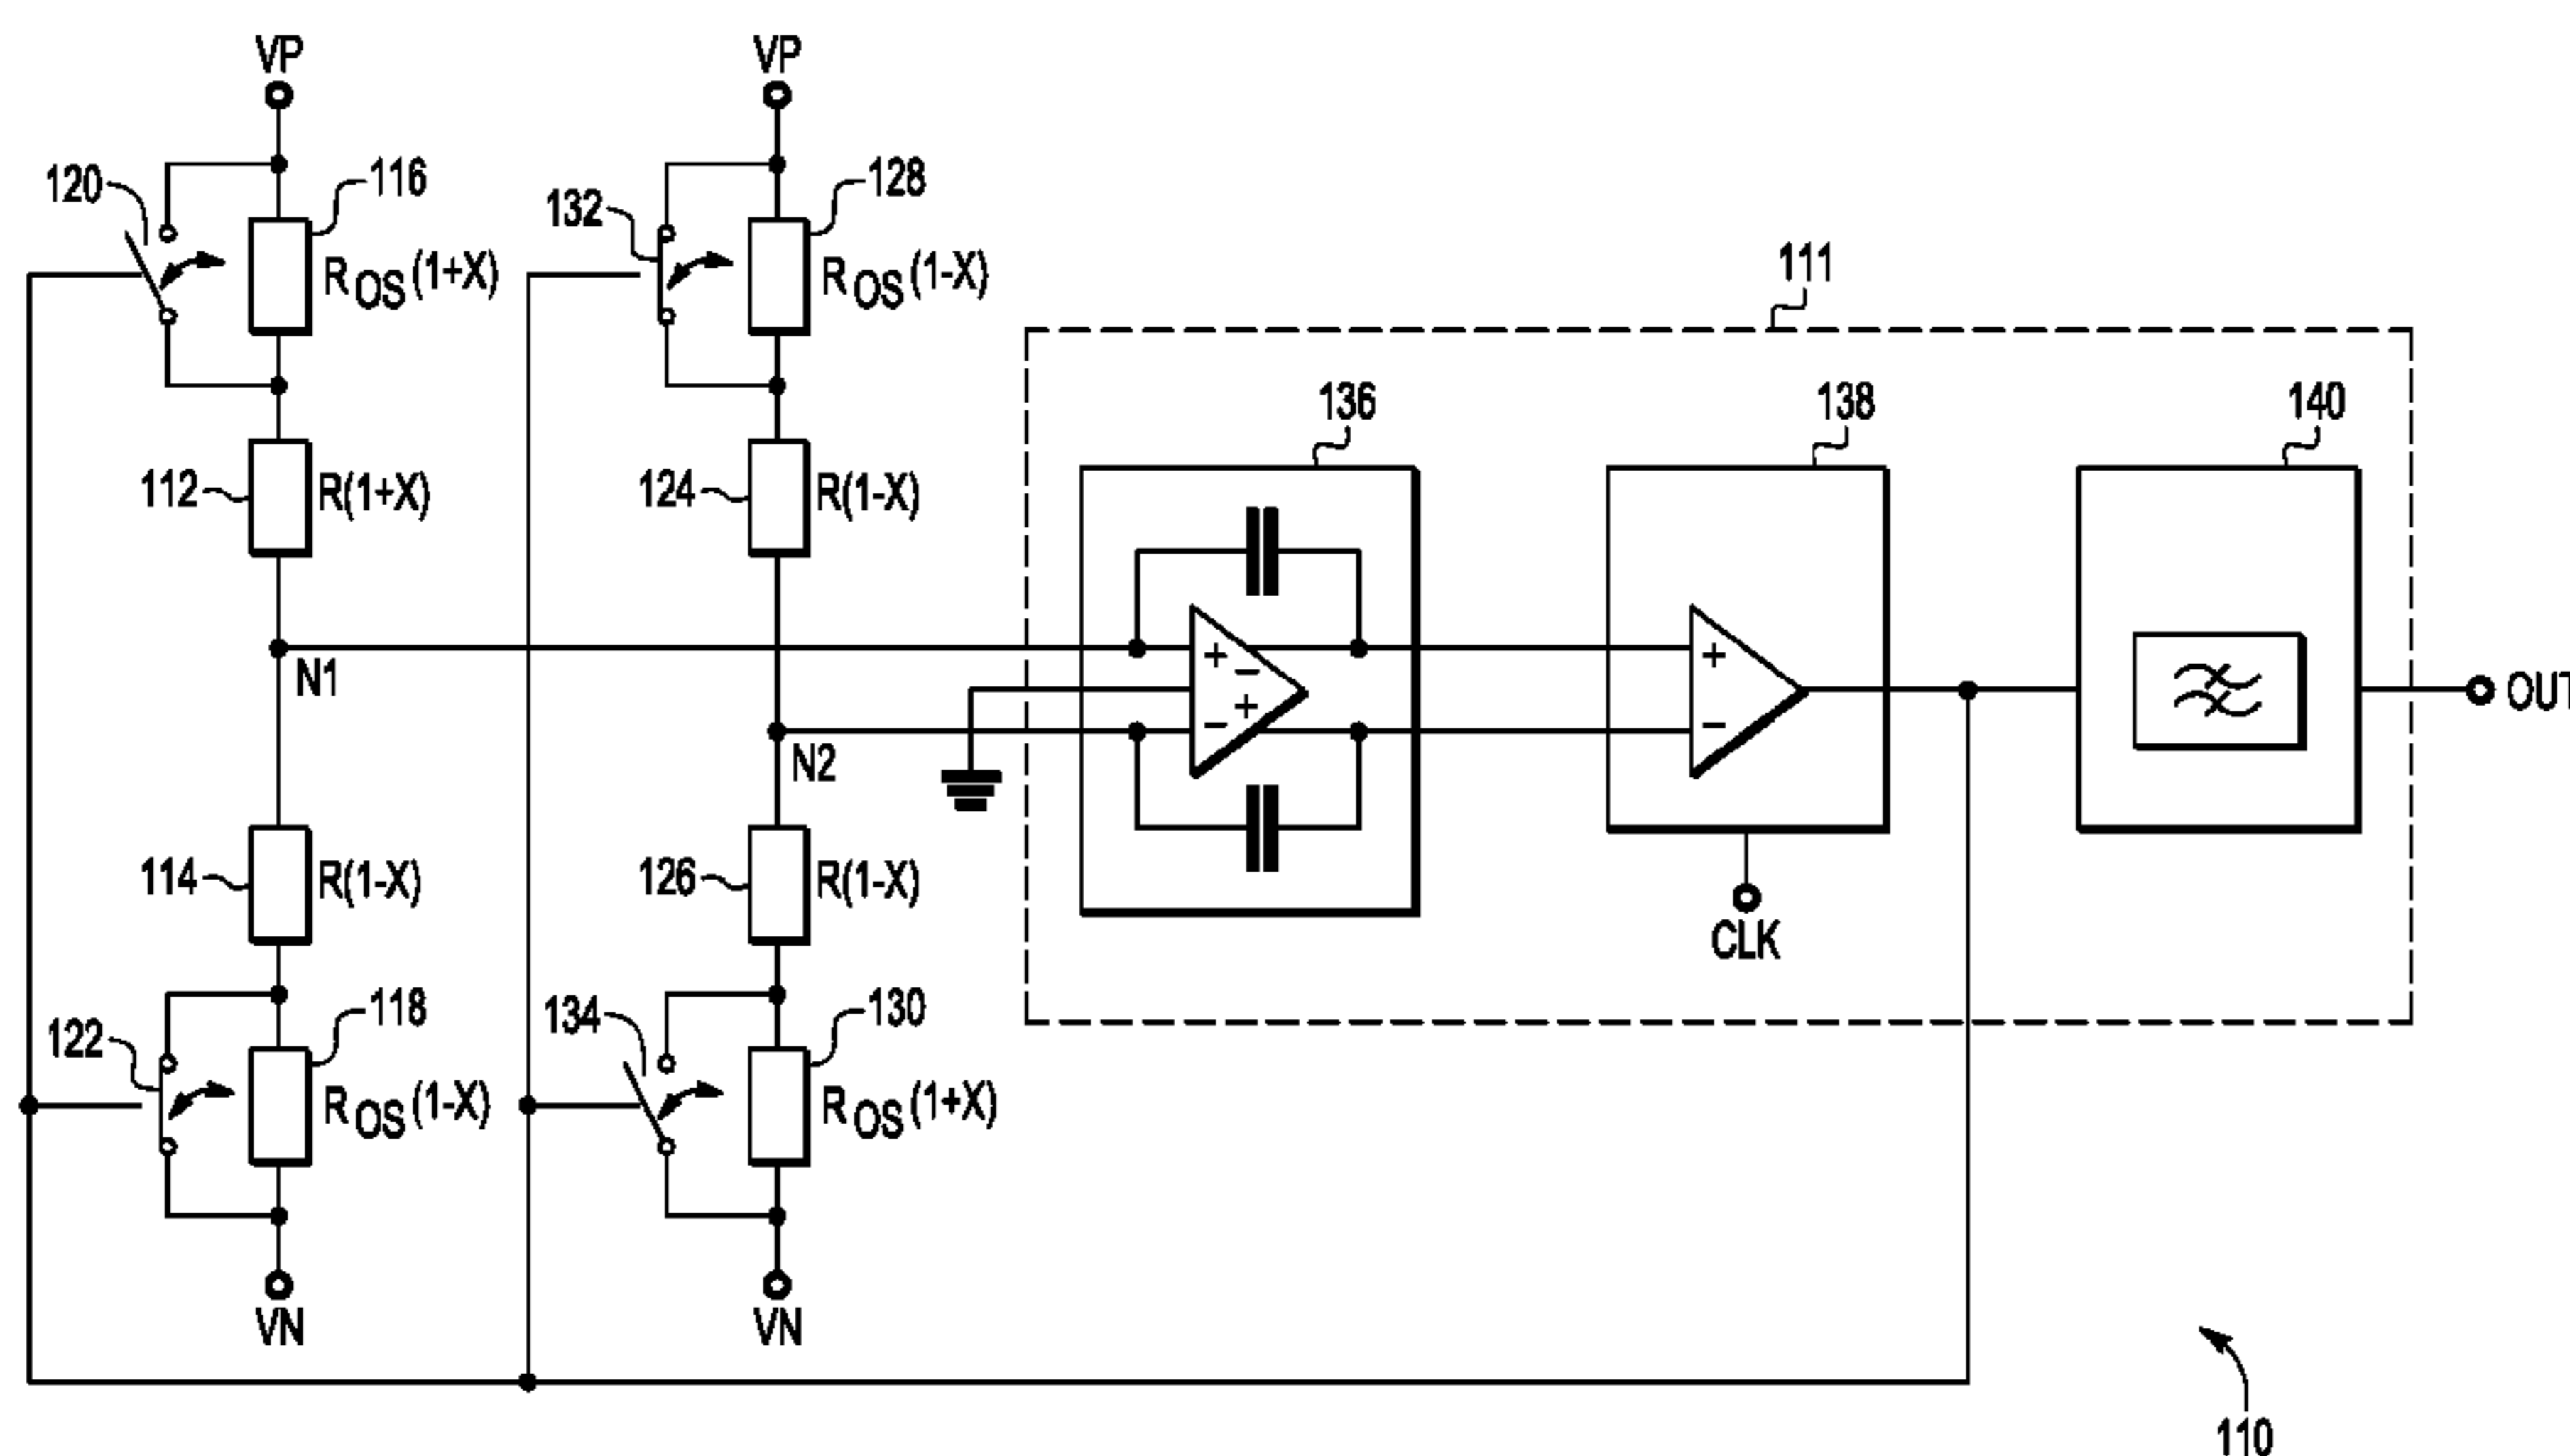 VP
VP
120
116
132
128
ROS(1+X)
ROS(1-X)
111
136
138
140
112
R(1+X)
124
R(1-X)
+
-
+
-
N1
N2
+
-
OUT
114
R(1-X)
126
R(1-X)
CLK
122
118
134
130
ROS(1-X)
ROS(1+X)
VN
VN
110